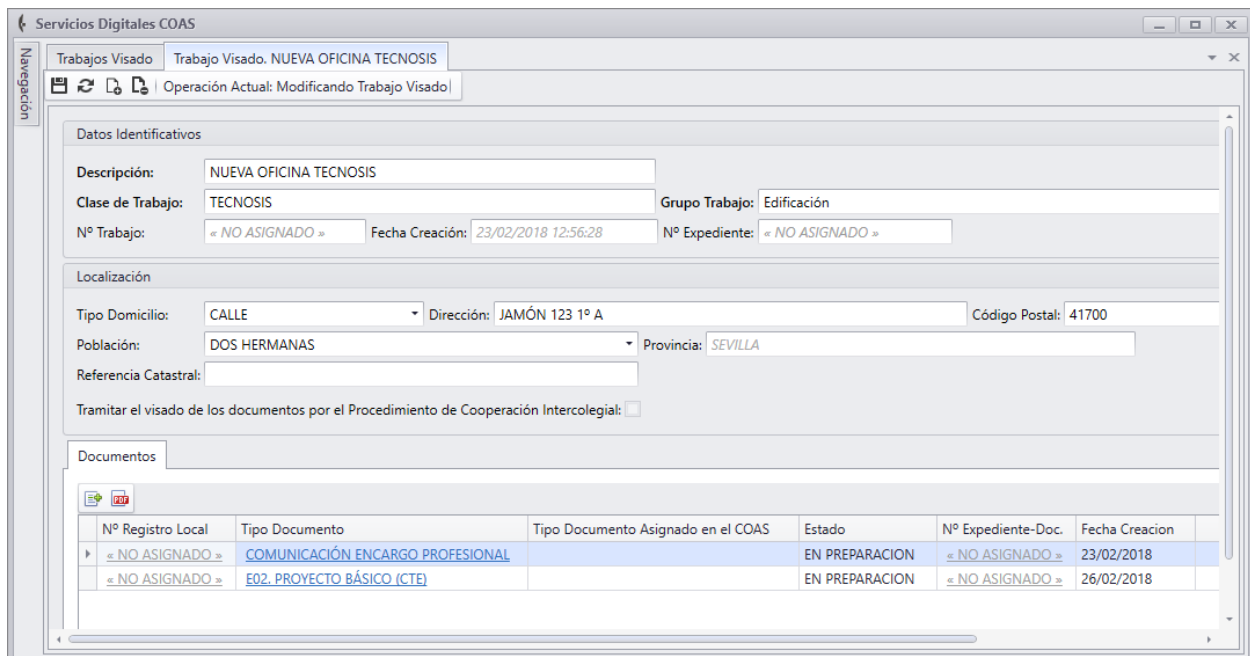 Servicios Digitales COAS
Navegación
Trabajos Visado Trabajo Visado. NUEVA OFICINA TECNOSIS
Operación Actual: Modificando Trabajo Visado
Datos Identificativos
Descripción: NUEVA OFICINA TECNOSIS
Clase de Trabajo: TECNOSIS Grupo Trabajo: Edificación
Nº Trabajo: « NO ASIGNADO » Fecha Creación: 23/02/2018 12:56:28 Nº Expediente: « NO ASIGNADO »
Localización
Tipo Domicilio: CALLE Dirección: JAMÓN 123 1º A Código Postal: 41700
Población: DOS HERMANAS Provincia: SEVILLA
Referencia Catastral:
Tramitar el visado de los documentos por el Procedimiento de Cooperación Intercolegial:
Documentos
PDF
Nº Registro Local Tipo Documento Tipo Documento Asignado en el COAS Estado Nº Expediente-Doc. Fecha Creacion
« NO ASIGNADO » COMUNICACIÓN ENCARGO PROFESIONAL EN PREPARACION « NO ASIGNADO » 23/02/2018
« NO ASIGNADO » E02. PROYECTO BÁSICO (CTE) EN PREPARACION « NO ASIGNADO » 26/02/2018